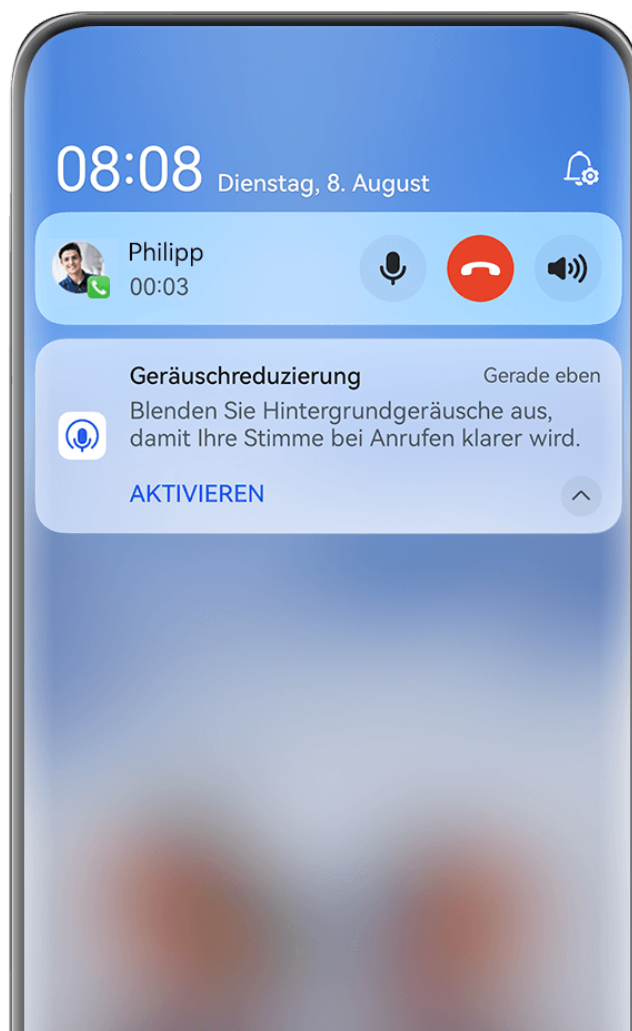 08:08 Dienstag, 8. August
Philipp
00:03
Geräuschreduzierung Gerade eben
Blenden Sie Hintergrundgeräusche aus,
damit Ihre Stimme bei Anrufen klarer wird.
AKTIVIEREN